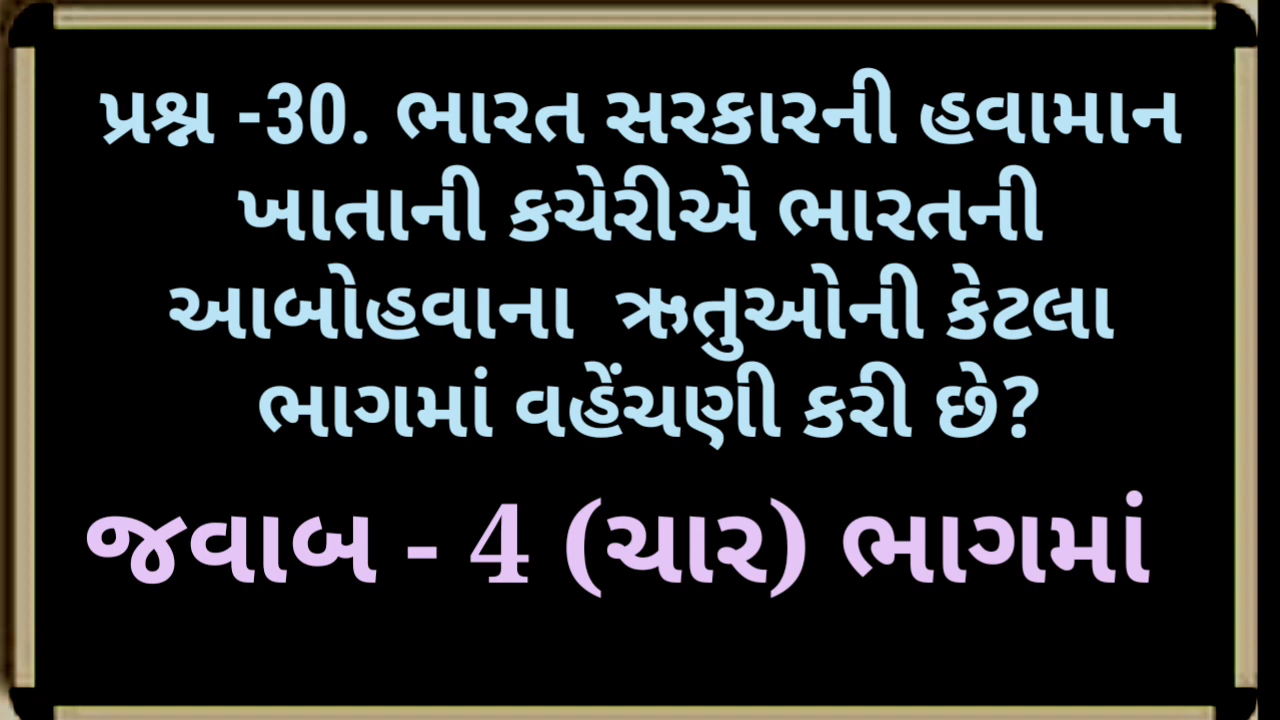 પ્રશ્ન -30. ભારત સરકારની હવામાન
ખાતાની કચેરીએ ભારતની
આબોહવાના ઋતુઓની કેટલા
ભાગમાં વહેંચણી કરી છે?
જવાબ - 4 (ચાર) ભાગમાં